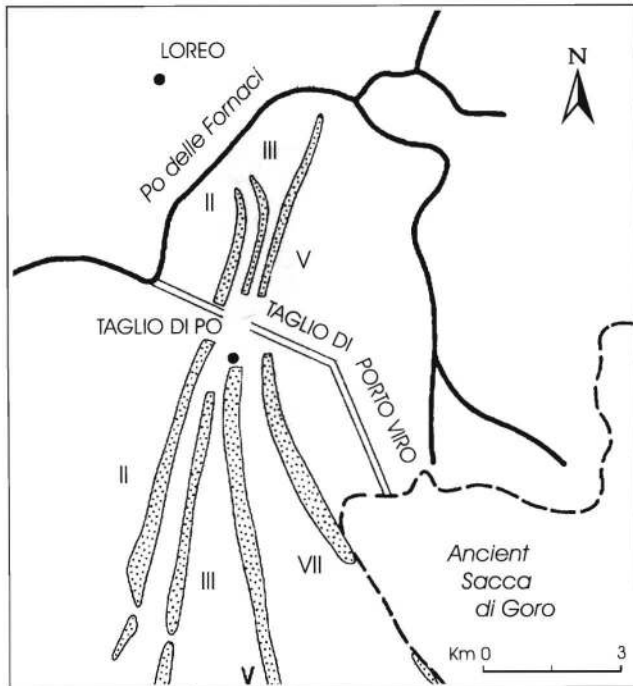 LOREO
N
Po delle Fornaci
III
II
V
TAGLIO DI PO
TAGLIO DI
PORTO VIRO
II
III
VII
V
Ancient
Sacca
di Goro
Km 0 3